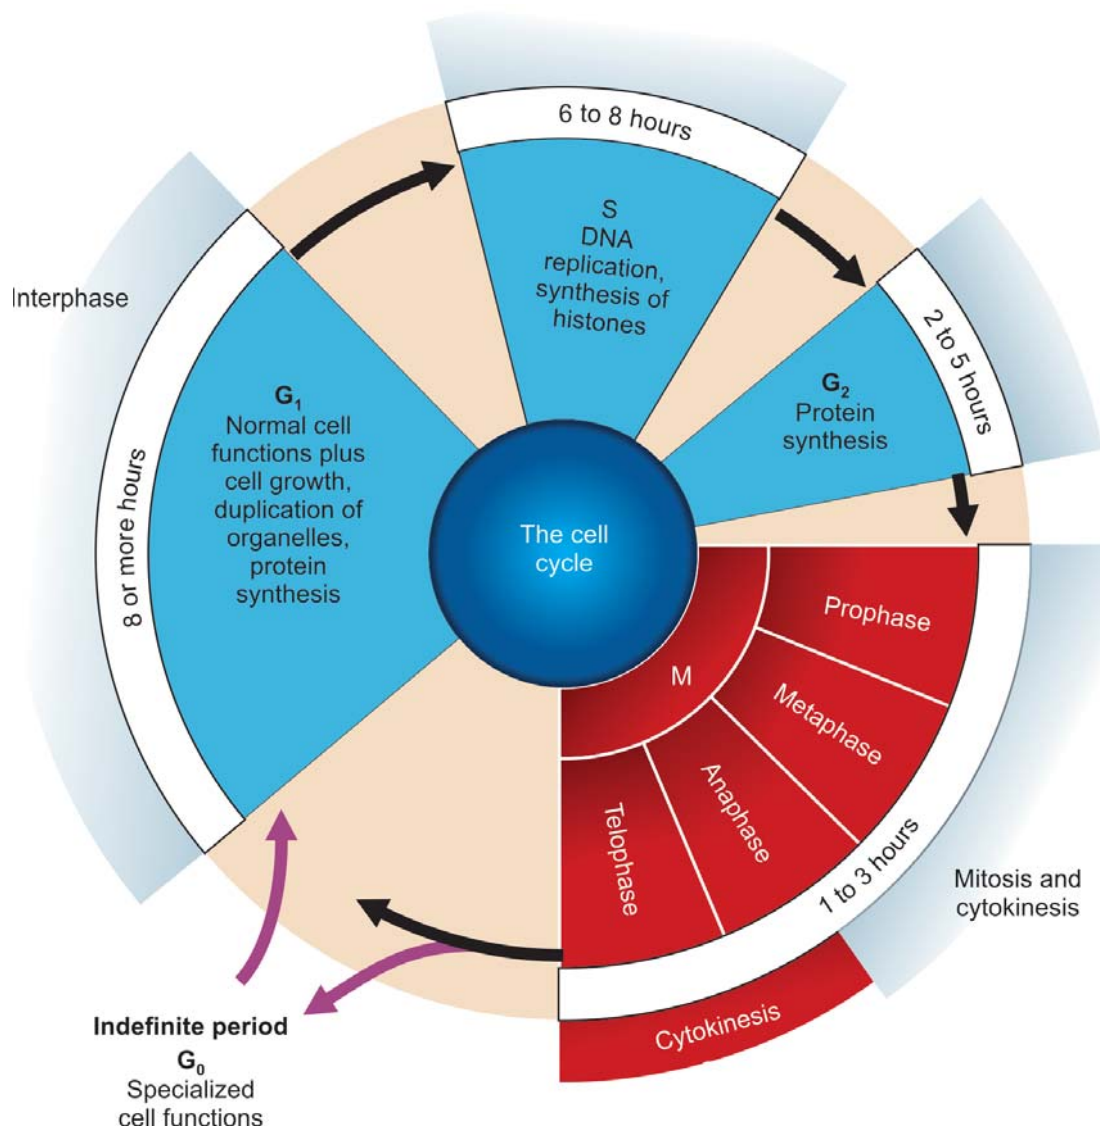 6 to 8 hours
S
DNA
replication,
synthesis of
histones
Interphase
2 to 5 hours
G₂
Protein
synthesis
G₁
Normal cell
functions plus
cell growth,
duplication of
organelles,
protein
synthesis
8 or more hours
The cell
cycle
Prophase
M
Metaphase
Anaphase
Telophase
1 to 3 hours
Mitosis and
cytokinesis
Cytokinesis
Indefinite period
G₀
Specialized
cell functions